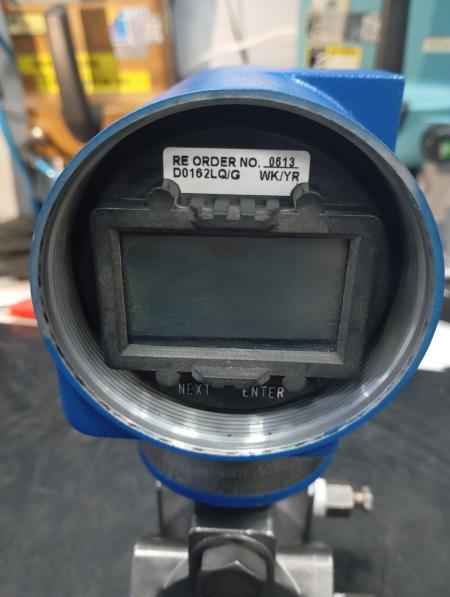 RE ORDER NO. 0613
D0162LQ/G WK/YR
NEXT ENTER